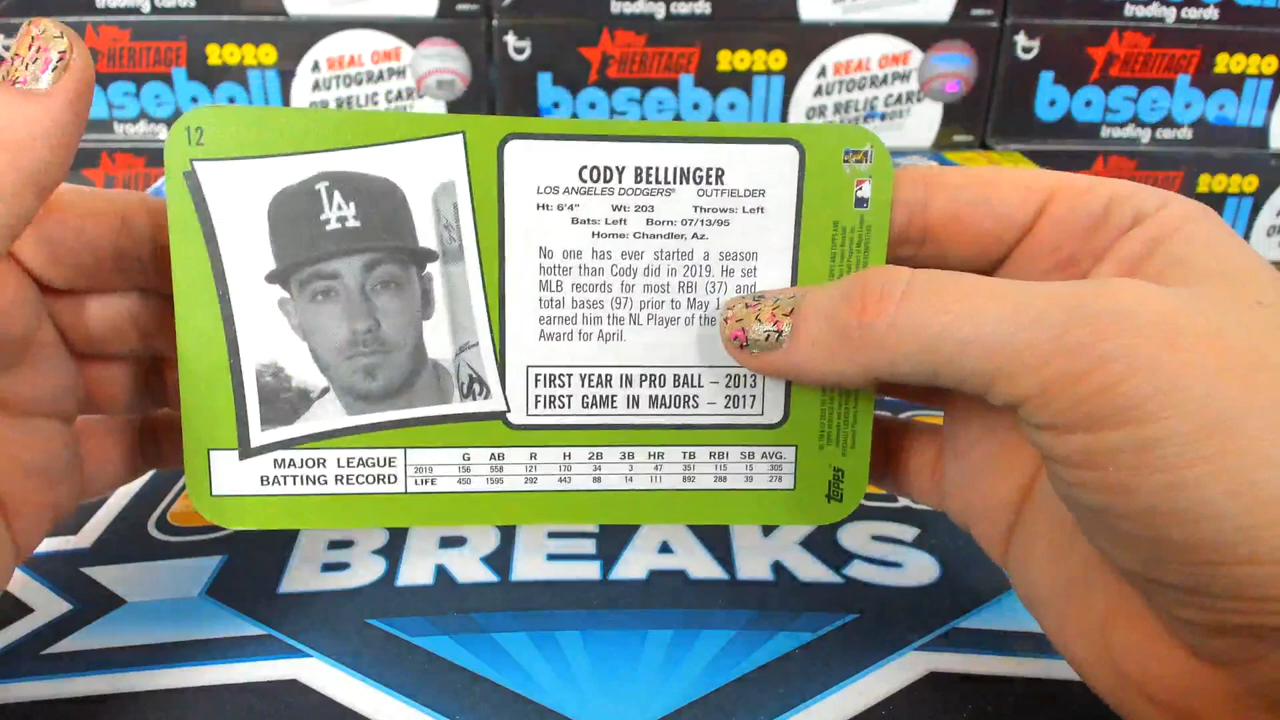 trading cards
trading cards
trading cards
HERITAGE 2020
baseball
trading
A REAL ONE
AUTOGRAPH
OR RELIC CARD
Topps HERITAGE 2020
baseball
A REAL ONE
AUTOGRAPH
OR RELIC CARD
Topps HERITAGE 2020
baseball
trading cards
HERITAGE
HERITAGE 2020
12
LA
CODY BELLINGER
LOS ANGELES DODGERS® OUTFIELDER
Ht: 6'4" Wt: 203 Throws: Left
Bats: Left Born: 07/13/95
Home: Chandler, Az.
No one has ever started a season
hotter than Cody did in 2019. He set
MLB records for most RBI (37) and
total bases (97) prior to May 1
earned him the NL Player of the
Award for April.
FIRST YEAR IN PRO BALL – 2013
FIRST GAME IN MAJORS – 2017
MAJOR LEAGUE
BATTING RECORD
G AB R H 2B 3B HR TB RBI SB AVG.
2019 156 558 121 170 34 3 47 351 115 15 .305
LIFE 450 1595 292 443 88 14 111 892 288 39 .278
topps
BREAKS